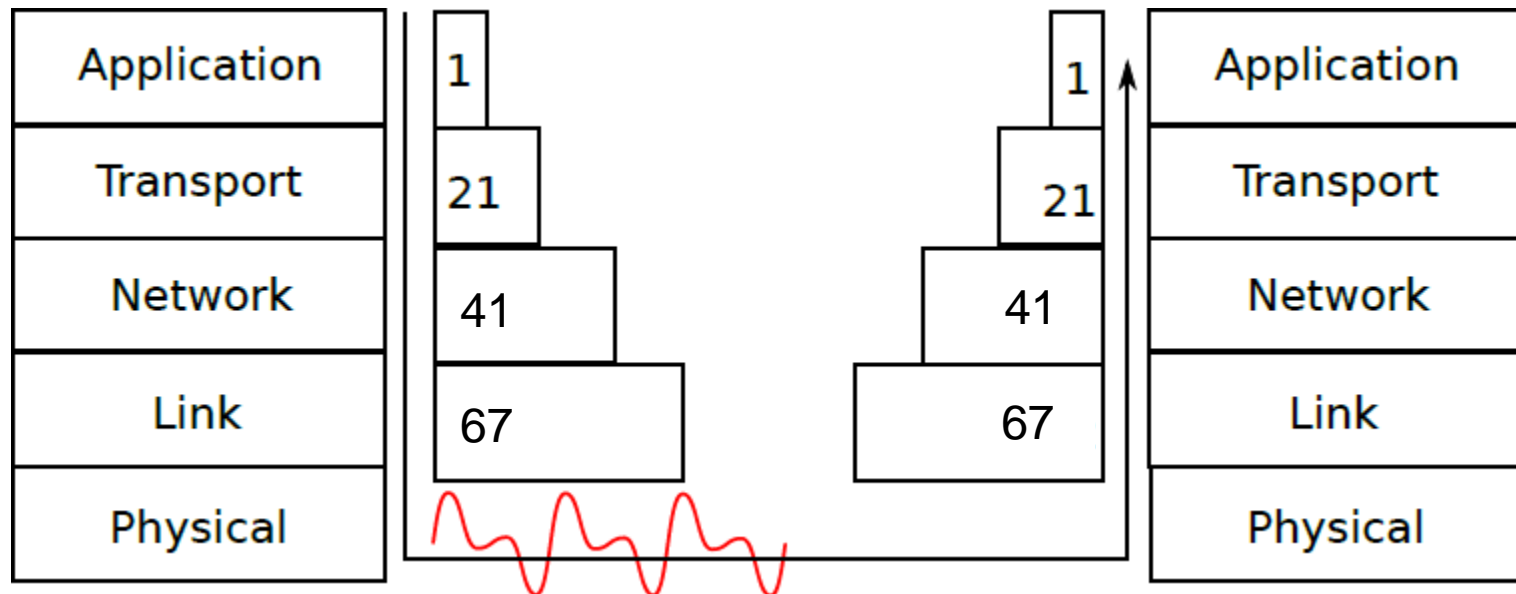 Application 1 1 Application
Transport 21 21 Transport
Network 41 41 Network
Link 67 67 Link
Physical Physical